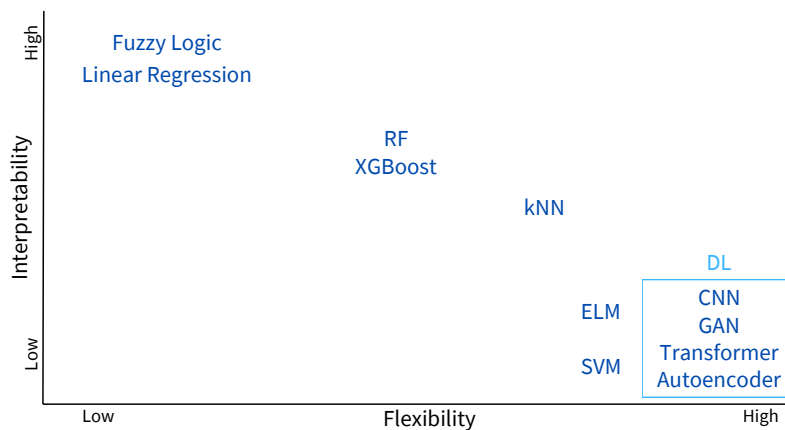 High
Fuzzy Logic
Linear Regression
RF
XGBoost
Interpretability
kNN
DL
CNN
ELM
GAN
Transformer
Low
SVM
Autoencoder
Low
Flexibility
High